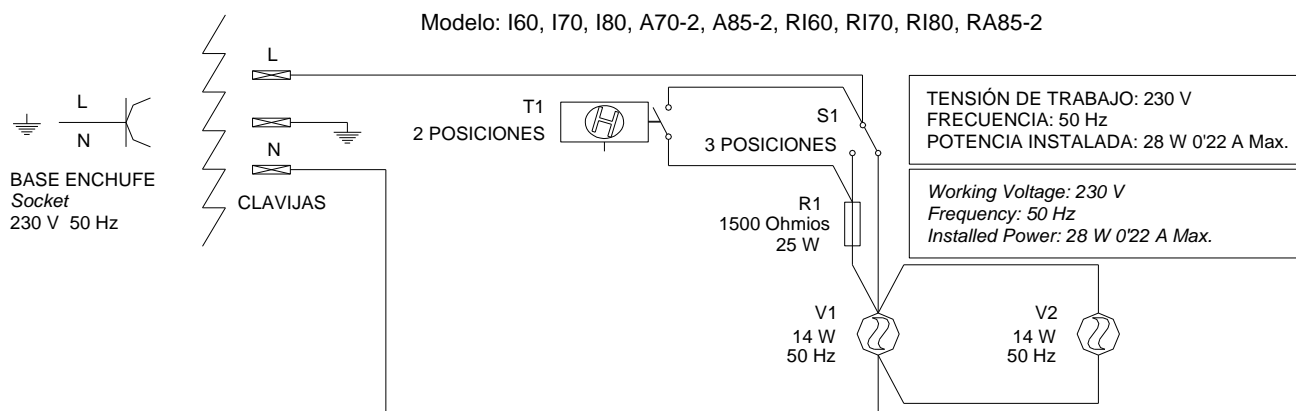 Modelo: I60, I70, I80, A70-2, A85-2, RI60, RI70, RI80, RA85-2
L
N
BASE ENCHUFE
Socket
230 V 50 Hz
L
N
CLAVIJAS
T1
2 POSICIONES
H
S1
3 POSICIONES
R1
1500 Ohmios
25 W
TENSIÓN DE TRABAJO: 230 V
FRECUENCIA: 50 Hz
POTENCIA INSTALADA: 28 W 0'22 A Max.
Working Voltage: 230 V
Frequency: 50 Hz
Installed Power: 28 W 0'22 A Max.
V1
14 W
50 Hz
V2
14 W
50 Hz